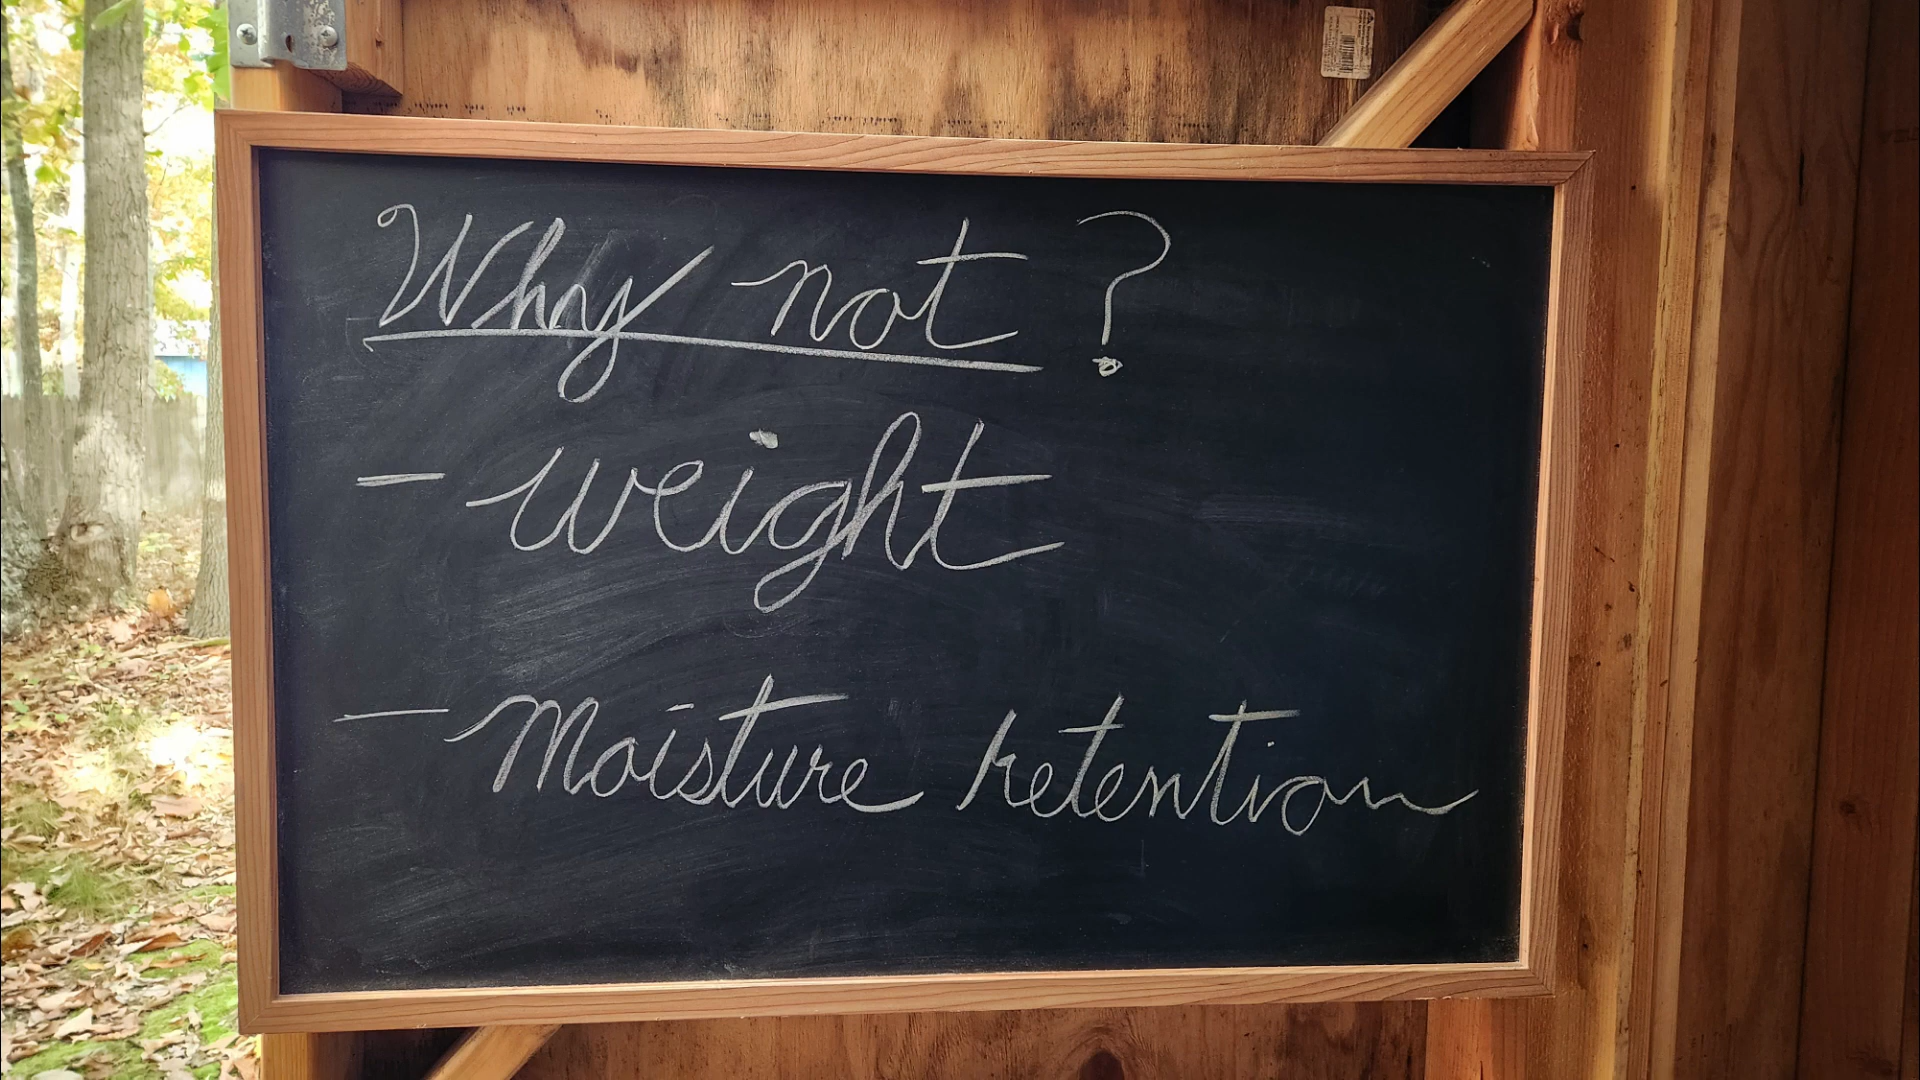 Why not ?
- weight
- Moisture retention